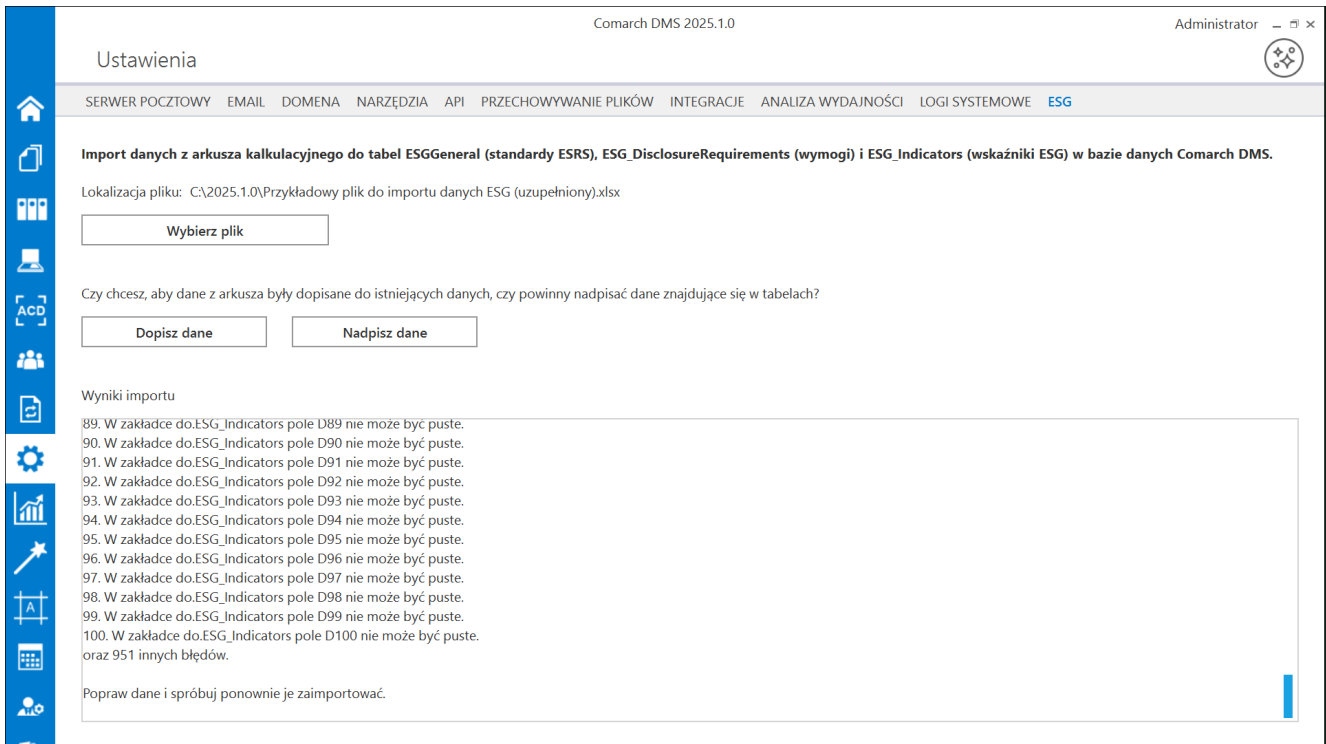 Comarch DMS 2025.1.0
Administrator
Ustawienia
SERWER POCZTOWY EMAIL DOMENA NARZĘDZIA API PRZECHOWYWANIE PLIKÓW INTEGRACJE ANALIZA WYDAJNOŚCI LOGI SYSTEMOWE ESG
Import danych z arkusza kalkulacyjnego do tabel ESGGeneral (standardy ESRS), ESG_DisclosureRequirements (wymogi) i ESG_Indicators (wskaźniki ESG) w bazie danych Comarch DMS.
Lokalizacja pliku: C:\2025.1.0\Przykładowy plik do importu danych ESG (uzupełniony).xlsx
Wybierz plik
Czy chcesz, aby dane z arkusza były dopisane do istniejących danych, czy powinny nadpisać dane znajdujące się w tabelach?
Dopisz dane
Nadpisz dane
Wyniki importu
89. W zakładce do.ESG_Indicators pole D89 nie może być puste.
90. W zakładce do.ESG_Indicators pole D90 nie może być puste.
91. W zakładce do.ESG_Indicators pole D91 nie może być puste.
92. W zakładce do.ESG_Indicators pole D92 nie może być puste.
93. W zakładce do.ESG_Indicators pole D93 nie może być puste.
94. W zakładce do.ESG_Indicators pole D94 nie może być puste.
95. W zakładce do.ESG_Indicators pole D95 nie może być puste.
96. W zakładce do.ESG_Indicators pole D96 nie może być puste.
97. W zakładce do.ESG_Indicators pole D97 nie może być puste.
98. W zakładce do.ESG_Indicators pole D98 nie może być puste.
99. W zakładce do.ESG_Indicators pole D99 nie może być puste.
100. W zakładce do.ESG_Indicators pole D100 nie może być puste.
oraz 951 innych błędów.
Popraw dane i spróbuj ponownie je zaimportować.
ACD
A